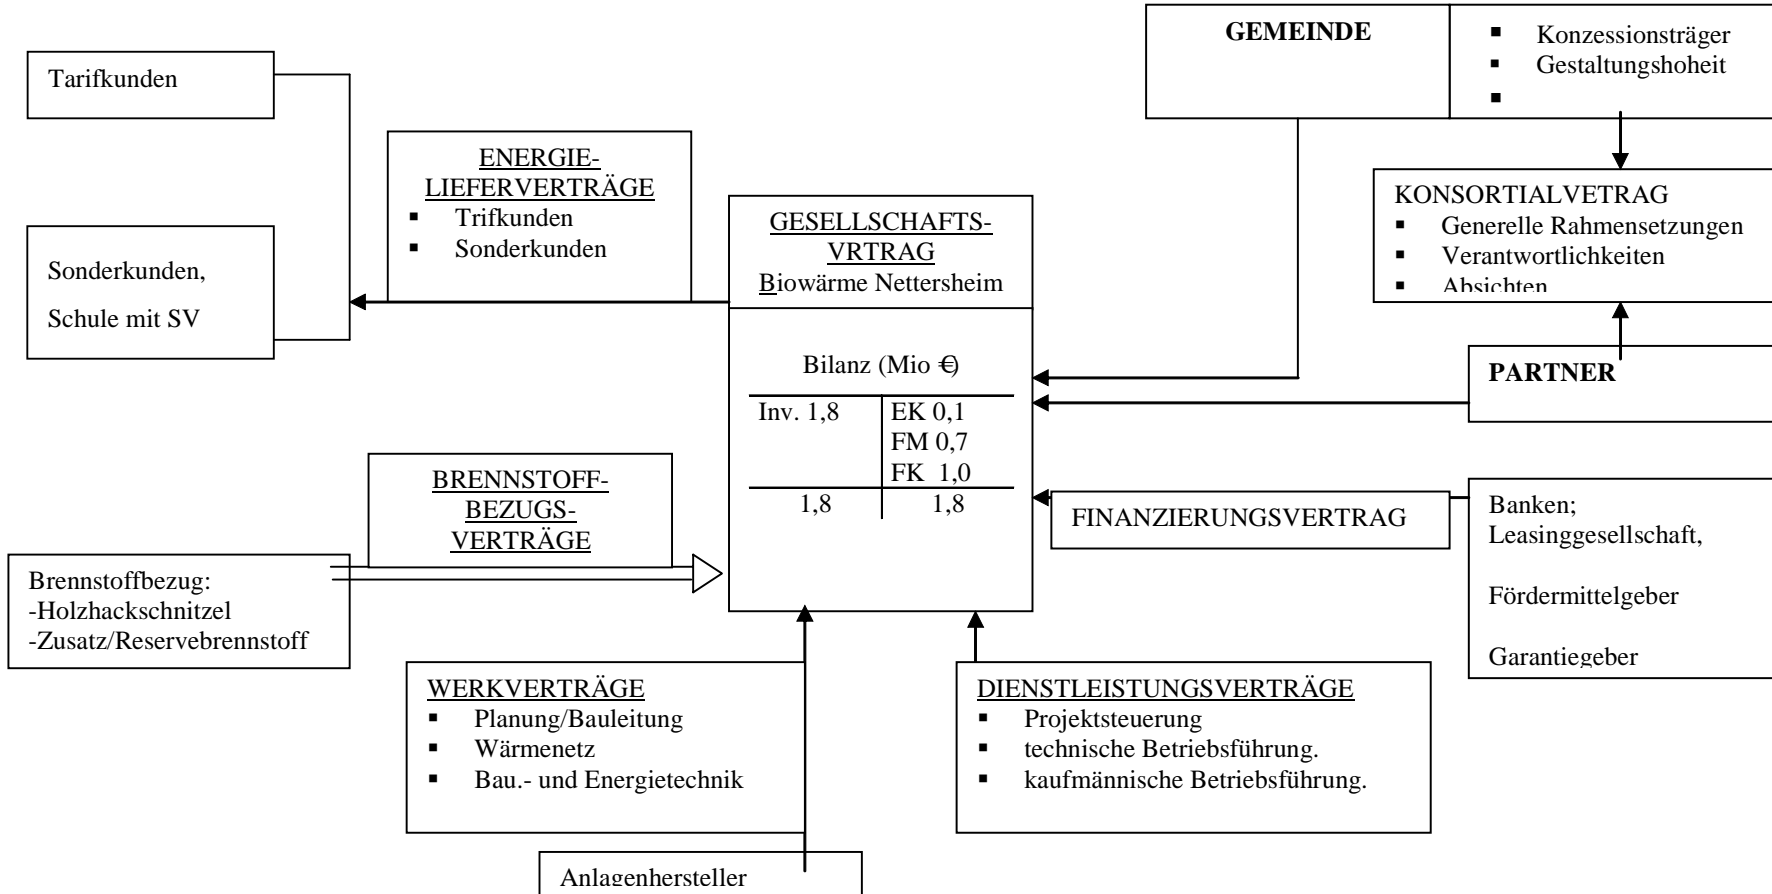 GEMEINDE
▪ Konzessionsträger
▪ Gestaltungshoheit
▪
Tarifkunden
ENERGIE-
LIEFERVERTRÄGE
▪ Trifkunden
▪ Sonderkunden
KONSORTIALVETRAG
▪ Generelle Rahmensetzungen
▪ Verantwortlichkeiten
▪ Absichten
GESELLSCHAFTS-
VRTRAG
Biowärme Nettersheim
Sonderkunden,
Schule mit SV
Bilanz (Mio €)
Inv. 1,8 EK 0,1
FM 0,7
FK 1,0
1,8 1,8
PARTNER
BRENNSTOFF-
BEZUGS-
VERTRÄGE
FINANZIERUNGSVERTRAG
Banken;
Leasinggesellschaft,
Fördermittelgeber
Garantiegeber
Brennstoffbezug:
-Holzhackschnitzel
-Zusatz/Reservebrennstoff
WERKVERTRÄGE
▪ Planung/Bauleitung
▪ Wärmenetz
▪ Bau.- und Energietechnik
DIENSTLEISTUNGSVERTRÄGE
▪ Projektsteuerung
▪ technische Betriebsführung.
▪ kaufmännische Betriebsführung.
Anlagenhersteller